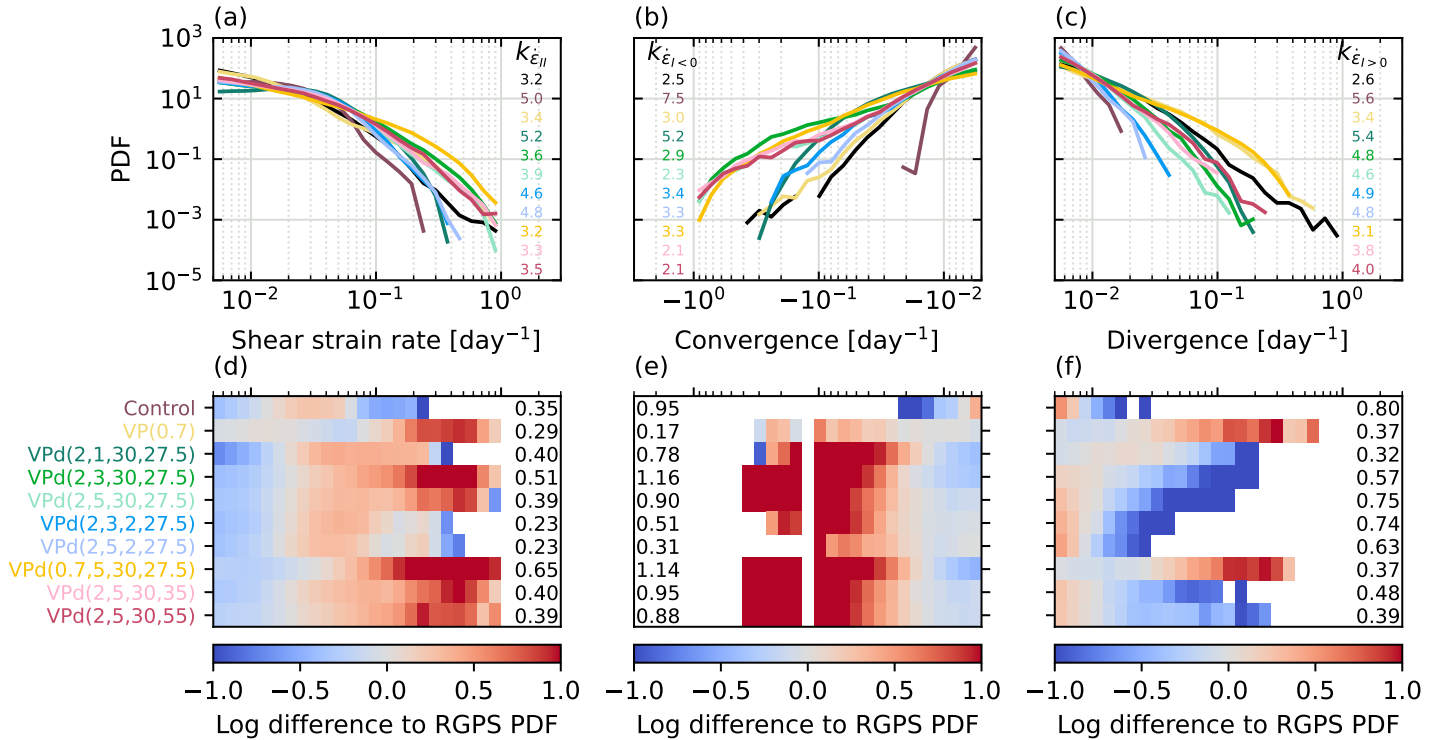 (a)
(b)
(c)
10³
10¹
10⁻¹
10⁻³
10⁻⁵
PDF
k ε̇_II
3.2
5.0
3.4
5.2
3.6
3.9
4.6
4.8
3.2
3.3
3.5
10⁻²
10⁻¹
10⁰
Shear strain rate [day⁻¹]
k ε̇_I<0
2.5
7.5
3.0
5.2
2.9
2.3
3.4
3.3
3.3
2.1
2.1
−10⁰
−10⁻¹
−10⁻²
Convergence [day⁻¹]
k ε̇_I>0
2.6
5.6
3.4
5.4
4.8
4.6
4.9
4.8
3.1
3.8
4.0
10⁻²
10⁻¹
10⁰
Divergence [day⁻¹]
(d)
(e)
(f)
Control 0.35 0.95 0.80
VP(0.7) 0.29 0.17 0.37
VPd(2,1,30,27.5) 0.40 0.78 0.32
VPd(2,3,30,27.5) 0.51 1.16 0.57
VPd(2,5,30,27.5) 0.39 0.90 0.75
VPd(2,3,2,27.5) 0.23 0.51 0.74
VPd(2,5,2,27.5) 0.23 0.31 0.63
VPd(0.7,5,30,27.5) 0.65 1.14 0.37
VPd(2,5,30,35) 0.40 0.95 0.48
VPd(2,5,30,55) 0.39 0.88 0.39
−1.0 −0.5 0.0 0.5 1.0
Log difference to RGPS PDF
−1.0 −0.5 0.0 0.5 1.0
Log difference to RGPS PDF
−1.0 −0.5 0.0 0.5 1.0
Log difference to RGPS PDF